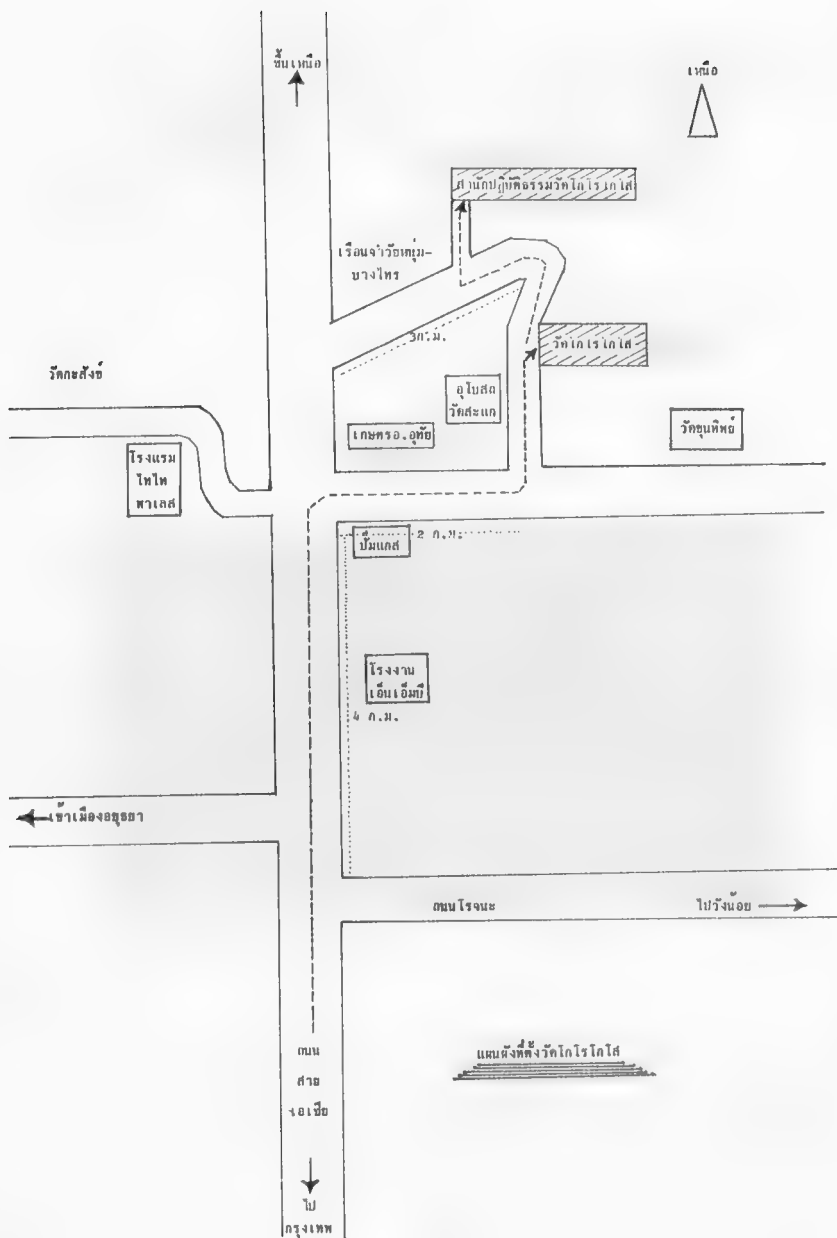 ขึ้นเหนือ
เหนือ
สำนักปฏิบัติธรรมวัดโกโรโกโส
เรือนจำวัยหนุ่ม-
บางไทร
3ก.ม.
วัดโกโรโกโส
วัดกะสังข์
อุโบสถ
วัดสะแก
เกษตรอ.อุทัย
วัดขุนทิพย์
โรงแรม
ไทไท
พาเลส
ปั๊มแกส
2 ก.ม.
โรงงาน
เอ็นเอ็มบี
4 ก.ม.
เข้าเมืองอยุธยา
ถนนโรจนะ
ไปวังน้อย
แผนผังที่ตั้งวัดโกโรโกโส
ถนน
สาย
เอเซีย
ไป
กรุงเทพ